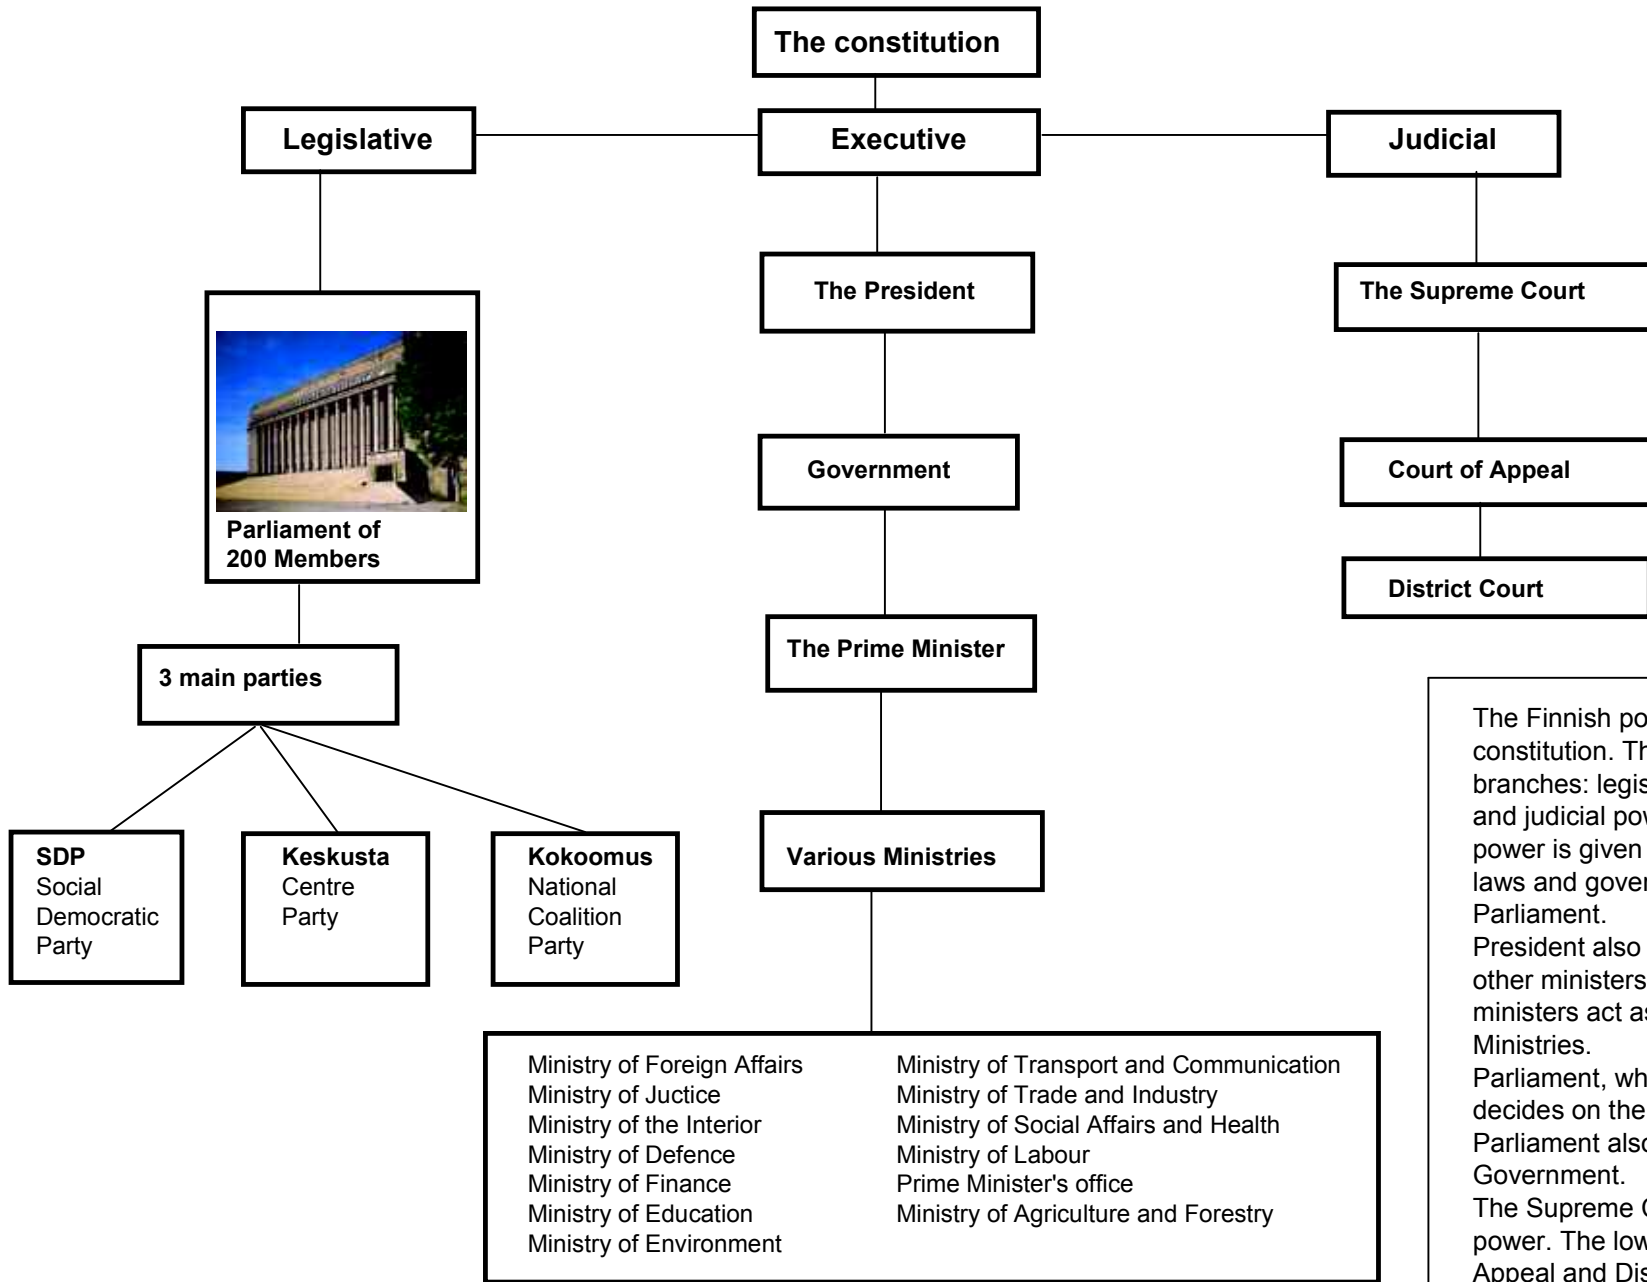 The constitution
Legislative
Executive
Judicial
The President
The Supreme Court
Government
Court of Appeal
Parliament of
200 Members
District Court
The Prime Minister
3 main parties
SDP
Social
Democratic
Party
Keskusta
Centre
Party
Kokoomus
National
Coalition
Party
Various Ministries
Ministry of Foreign Affairs
Ministry of Juctice
Ministry of the Interior
Ministry of Defence
Ministry of Finance
Ministry of Education
Ministry of Environment
Ministry of Transport and Communication
Ministry of Trade and Industry
Ministry of Social Affairs and Health
Ministry of Labour
Prime Minister's office
Ministry of Agriculture and Forestry
The Finnish
constitution.
branches:
and judicial
power is given
laws and
Parliament.
President also
other ministers
ministers act
Ministries.
Parliament,
decides on the
Parliament
Government.
The Supreme
power. The
Appeal and